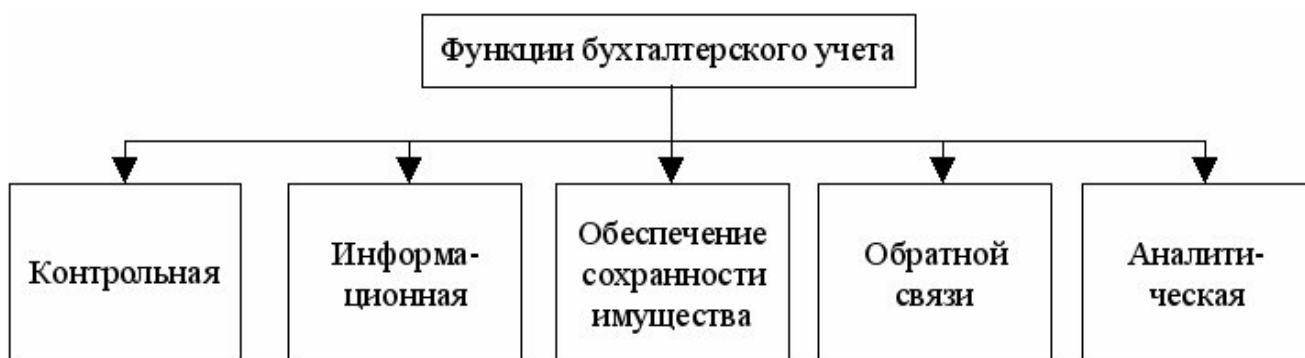 Функции бухгалтерского учета
Контрольная
Информа-
ционная
Обеспечение
сохранности
имущества
Обратной
связи
Аналити-
ческая